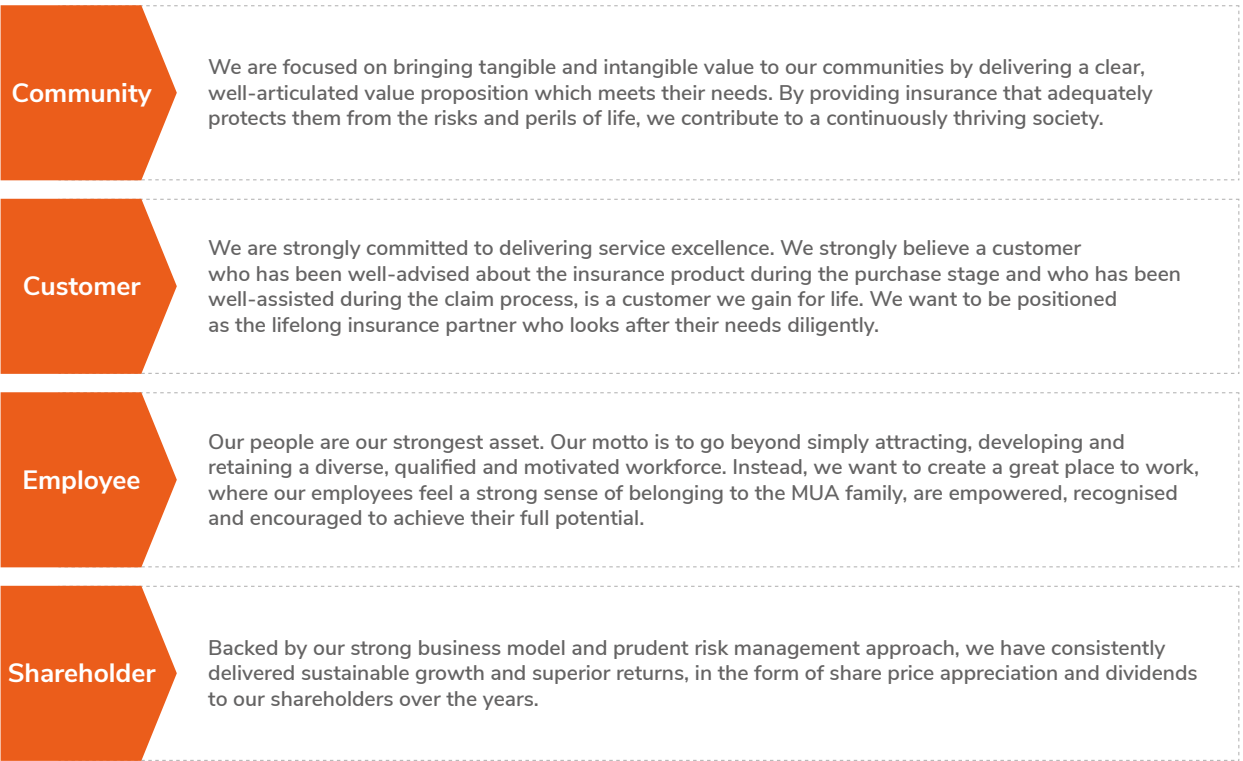 Community
We are focused on bringing tangible and intangible value to our communities by delivering a clear,
well-articulated value proposition which meets their needs. By providing insurance that adequately
protects them from the risks and perils of life, we contribute to a continuously thriving society.
Customer
We are strongly committed to delivering service excellence. We strongly believe a customer
who has been well-advised about the insurance product during the purchase stage and who has been
well-assisted during the claim process, is a customer we gain for life. We want to be positioned
as the lifelong insurance partner who looks after their needs diligently.
Employee
Our people are our strongest asset. Our motto is to go beyond simply attracting, developing and
retaining a diverse, qualified and motivated workforce. Instead, we want to create a great place to work,
where our employees feel a strong sense of belonging to the MUA family, are empowered, recognised
and encouraged to achieve their full potential.
Shareholder
Backed by our strong business model and prudent risk management approach, we have consistently
delivered sustainable growth and superior returns, in the form of share price appreciation and dividends
to our shareholders over the years.